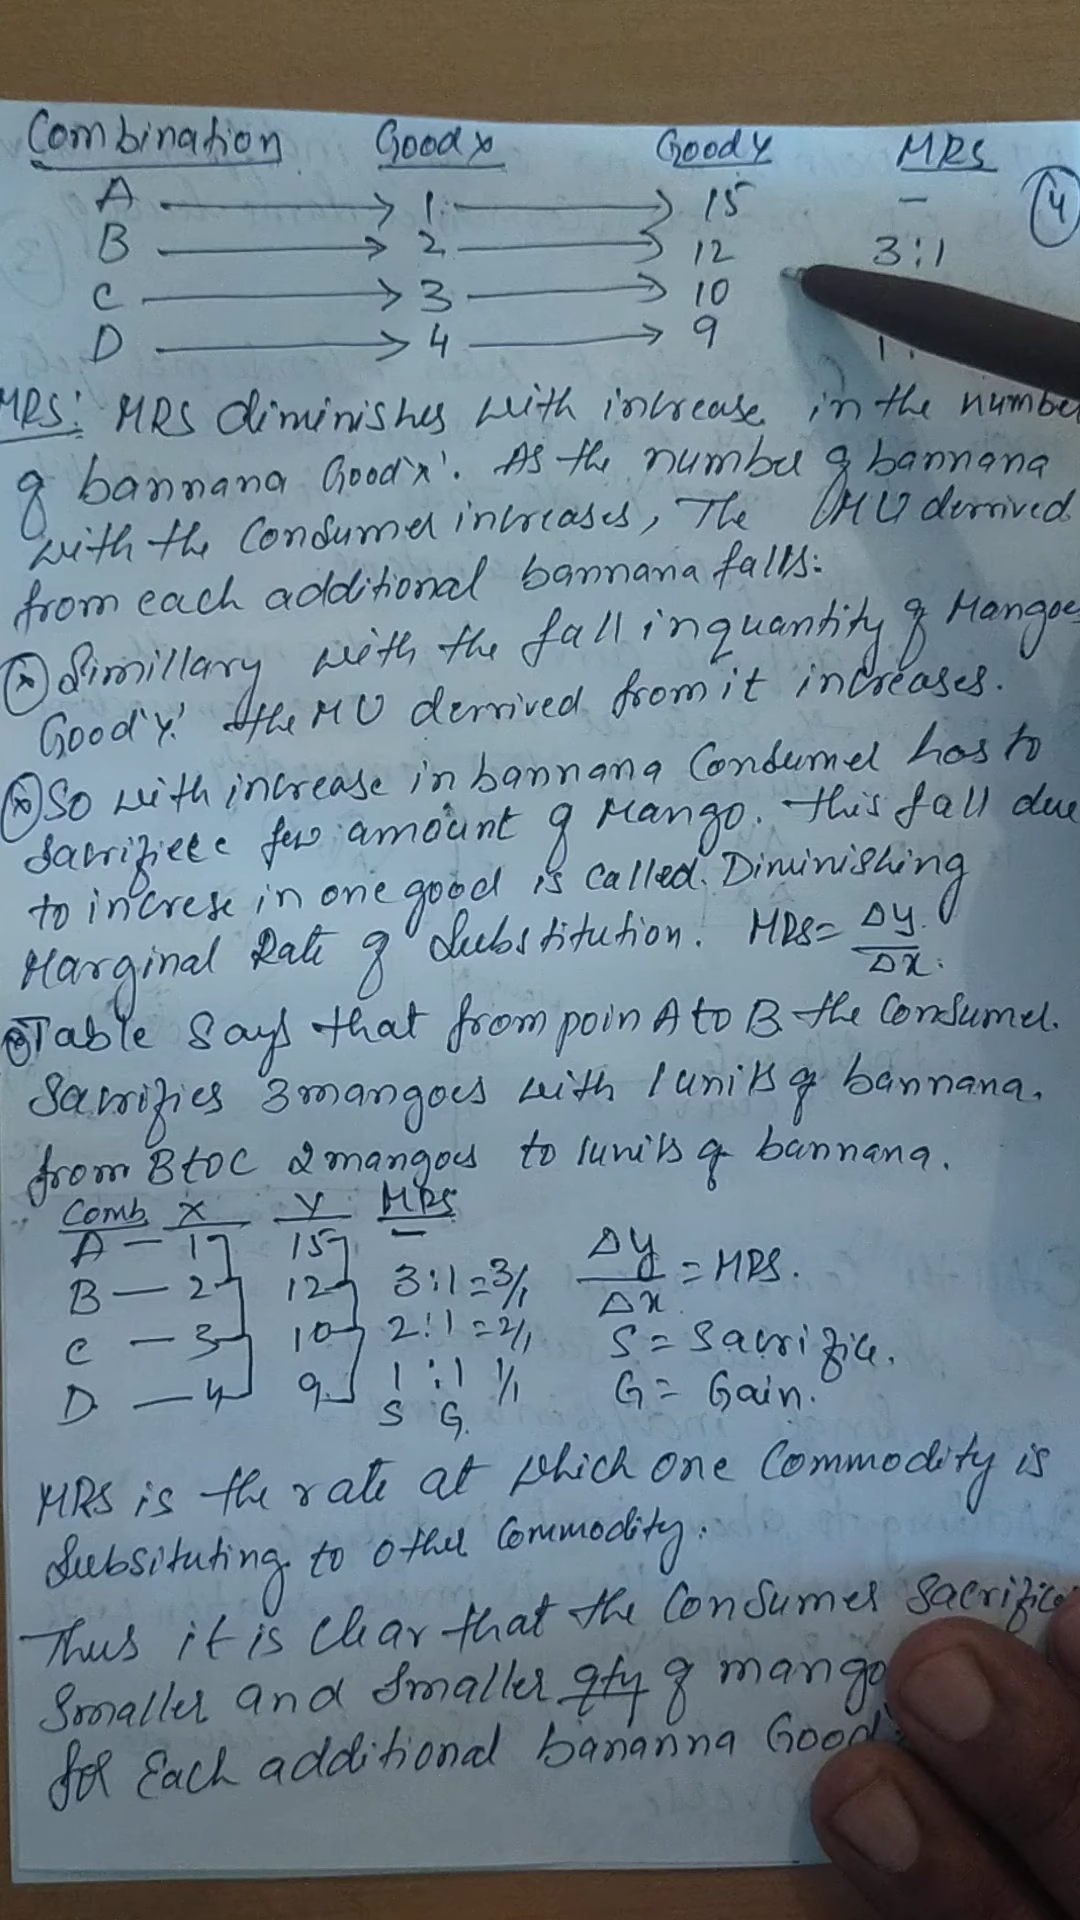 Combination Good x Good y MRS
A → 1 → 15 –
4
B → 2 → 12 3:1
C → 3 → 10
D → 4 → 9 1:
MRS: MRS diminishes with increase in the number
of bannana Good 'x'. As the number of bannana
with the Consumer increases, The MU derrived
from each additional bannana falls:
Simillary with the fall in quantity of Mangoes
Good 'y' the MU derrived from it increases.
So with increase in bannana Consumer has to
few amount of Mango. This fall due
to increse in one good is called. Diminishing
Marginal Rate of Substitution. MRS = Δy/Δx.
Table Says that from poin A to B the Consumer.
Sacrifies 3 mangoes with 1 units of bannana.
from B to C 2 mangoes to 1 units of bannana.
Comb X Y MRS
A – 1 15 –
B – 2 12 3:1 = 3/1 Δy/Δx = MRS.
C – 3 10 2:1 = 2/1 S = Sacrifice.
D – 4 9 1:1 1/1 G = Gain.
S G.
MRS is the rate at which one Commodity is
Subsituting to other Commodity.
Thus it is Clear that the Consumer
Smaller and Smaller qty of mango
for Each additional bananna Good